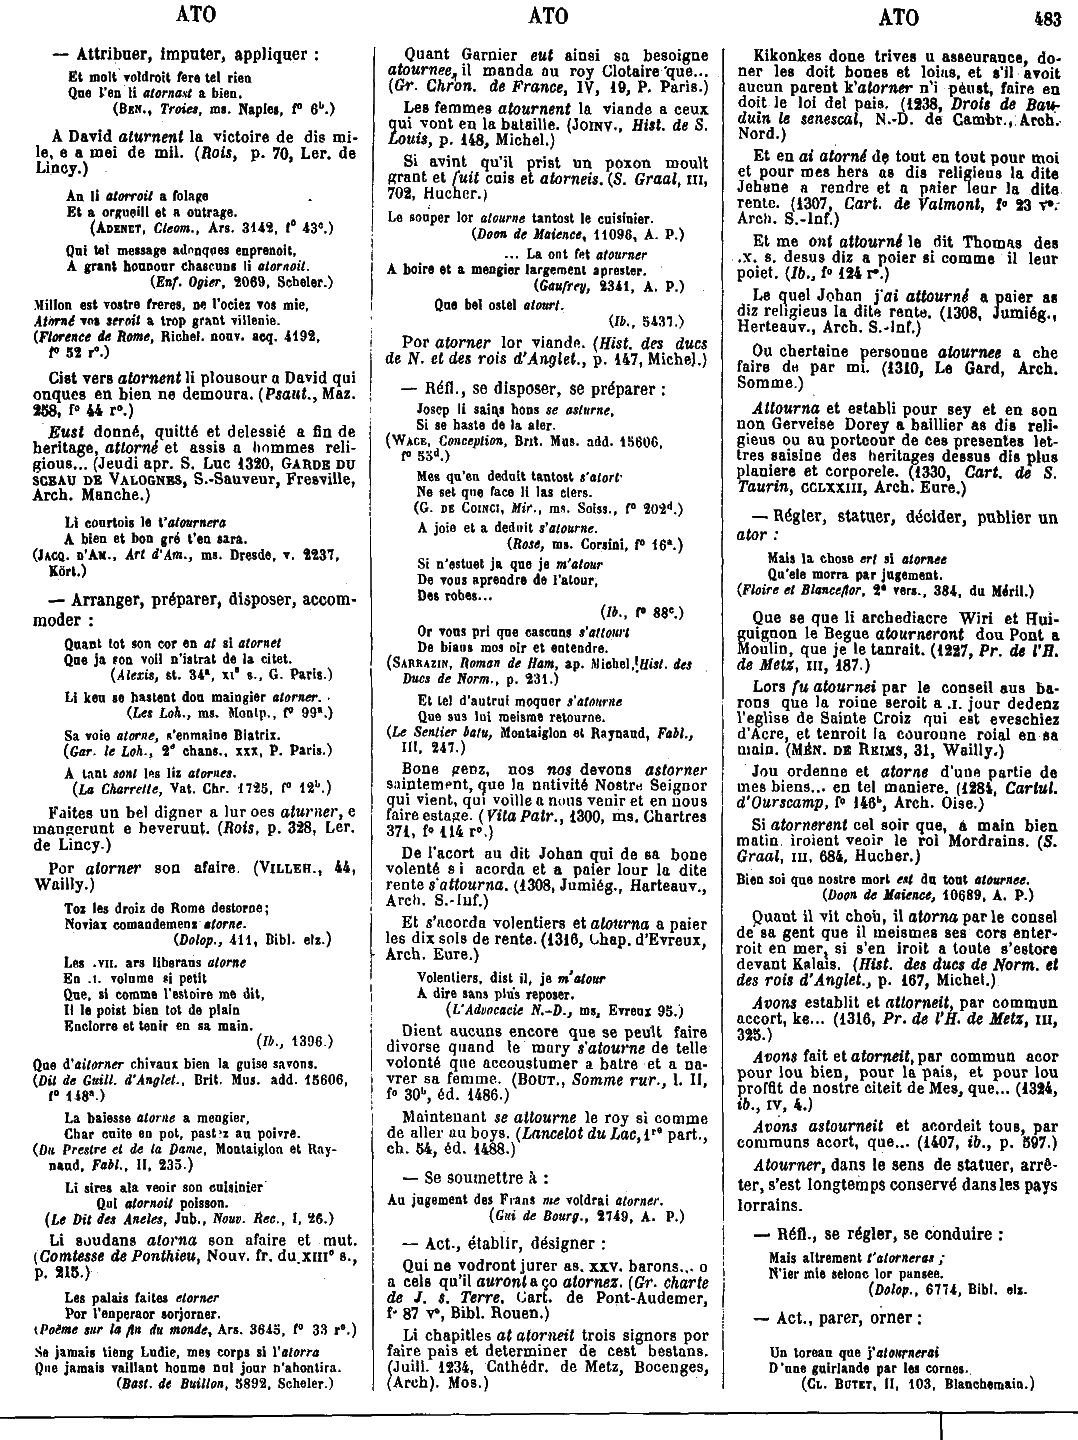 ATO
ATO
ATO
483
— Attribuer, imputer, appliquer :
Et molt voldroit fere tel rien
Que l'en li atornast a bien.
(BEN., Troies, ms. Naples, f° 6ᵇ.)
A David aturnent la victoire de dis mi-
le, e a mei de mil. (Rois, p. 70, Ler. de
Lincy.)
An li atorroit a folage
Et a orgueill et a outrage.
(ADENET, Cleom., Ars. 3142, f° 43ᶜ.)
Qui tel message adonques enprenoit,
A grant honnour chascuns li atornoit.
(Enf. Ogier, 2069, Scheler.)
Millon est vostre freres, ne l'ociez vos mie,
Atorné vos seroit a trop grant villenie.
(Florence de Rome, Richel. nouv. acq. 4192,
f° 52 r°.)
Cist vers atornent li plousour a David qui
onques en bien ne demoura. (Psaut., Maz.
258, f° 44 r°.)
Eust donné, quitté et delessié a fin de
heritage, attorné et assis a hommes reli-
gious... (Jeudi apr. S. Luc 1320, GARDE DU
SCEAU DE VALOGNES, S.-Sauveur, Fresville,
Arch. Manche.)
Li courtois le t'atournera
A bien et bon gré t'en sara.
(JACQ. D'AM., Art d'Am., ms. Dresde, v. 2237,
Kört.)
— Arranger, préparer, disposer, accom-
moder :
Quant tot son cor en at si atornet
Que ja son voil n'istrat de la citet.
(Alexis, st. 34ᵃ, XIᵉ s., G. Paris.)
Li keu se hastent dou maingier atorner.
(Les Loh., ms. Montp., f° 99ᵃ.)
Sa voie atorne, s'enmaine Biatrix.
(Gar. le Loh., 2ᵉ chans., XXX, P. Paris.)
A tant sont les liz atornes.
(La Charrette, Vat. Chr. 1725, f° 12ᵇ.)
Faites un bel digner a lur oes aturner, e
mangerunt e beverunt. (Rois, p. 328, Ler.
de Lincy.)
Por atorner son afaire. (VILLEH., 44,
Wailly.)
Toz les droiz de Rome destorne;
Noviax comandemenz atorne.
(Dolop., 411, Bibl. elz.)
Les .VII. ars liberaus atorne
En .I. volume si petit
Que, si comme l'estoire me dit,
Il le poist bien tot de plain
Enclorre et tenir en sa main.
(Ib., 1396.)
Que d'aitorner chivaux bien la guise savons.
(Dit de Guill. d'Anglet., Brit. Mus. add. 15606,
f° 148ᵃ.)
La baiesse atorne a mengier,
Char cuite en pot, pastez au poivre.
(Du Prestre et de la Dame, Montaiglon et Ray-
naud, Fabl., II, 235.)
Li sires ala veoir son cuisinier
Qui atornoit poisson.
(Le Dit des Aneles, Jub., Nouv. Rec., I, 26.)
Li soudans atorna son afaire et mut.
(Comtesse de Ponthieu, Nouv. fr. du XIIIᵉ s.,
p. 215.)
Les palais faites etorner
Por l'enperaor sorjorner.
(Poëme sur la fin du monde, Ars. 3645, f° 33 r°.)
Se jamais tieng Ludie, mes corps si l'atorra
Que jamais vaillant homme nul jour n'ahontira.
(Bast. de Buillon, 5892, Scheler.)
Quant Garnier eut ainsi sa besoigne
atournee, il manda au roy Clotaire que...
(Gr. Chron. de France, IV, 19, P. Paris.)
Les femmes atournent la viande a ceux
qui vont en la bataille. (JOINV., Hist. de S.
Louis, p. 148, Michel.)
Si avint qu'il prist un poxon moult
grant et fuit cuis et atorneis. (S. Graal, III,
702, Hucher.)
Le souper lor atourne tantost le cuisinier.
(Doon de Maience, 11096, A. P.)
... La ont fet atourner
A boire et a mengier largement aprester.
(Gaufrey, 2341, A. P.)
Que bel ostel atourt.
(Ib., 5437.)
Por atorner lor viande. (Hist. des ducs
de N. et des rois d'Anglet., p. 147, Michel.)
— Réfl., se disposer, se préparer :
Josep li sains hons se asturne,
Si se haste de la aler.
(WACE, Conception, Brit. Mus. add. 15606,
f° 53ᵈ.)
Mes qu'en deduit tantost s'atort
Ne set que face li las clers.
(G. DE COINCI, Mir., ms. Soiss., f° 202ᵈ.)
A joie et a deduit s'atourne.
(Rose, ms. Corsini, f° 16ᵃ.)
Si n'estuet ja que je m'atour
De vous aprendre de l'atour,
Des robes...
(Ib., f° 88ᶜ.)
Or vous pri que cascuns s'attourt
De biaus mos oir et entendre.
(SARRAZIN, Roman de Ham, ap. Michel, Hist. des
Ducs de Norm., p. 231.)
Et tel d'autrui moquer s'atourne
Que sus lui meisme retourne.
(Le Sentier batu, Montaiglon et Raynaud, Fabl.,
III, 247.)
Bone genz, nos nos devons astorner
saintement, que la nativité Nostre Seignor
qui vient, qui voille a nous venir et en nous
faire estage. (Vita Patr., 1300, ms. Chartres
371, f° 114 r°.)
De l'acort au dit Johan qui de sa bone
volenté si acorda et a paier lour la dite
rente s'attourna. (1308, Jumiég., Harteauv.,
Arch. S.-Inf.)
Et s'acorda volentiers et atourna a paier
les dix sols de rente. (1316, Chap. d'Evreux,
Arch. Eure.)
Volentiers, dist il, je m'atour
A dire sans plus reposer.
(L'Advocacie N.-D., ms, Evreux 95.)
Dient aucuns encore que se peult faire
divorse quand le mary s'atourne de telle
volonté que accoustumer a batre et a na-
vrer sa femme. (BOUT., Somme rur., l. II,
f° 30ᵇ, éd. 1486.)
Maintenant se attourne le roy si comme
de aller au boys. (Lancelot du Lac, 1ʳᵉ part.,
ch. 54, éd. 1488.)
— Se soumettre à :
Au jugement des Frans me voldrai atorner.
(Gui de Bourg., 2749, A. P.)
— Act., établir, désigner :
Qui ne vodront jurer as. XXV. barons... o
a cels qu'il auront a ço atornez. (Gr. charte
de J. s. Terre, Cart. de Pont-Audemer,
f° 87 v°, Bibl. Rouen.)
Li chapitles at atorneit trois signors por
faire pais et determiner de cest bestans.
(Juill. 1234, Cathédr. de Metz, Bocenges,
(Arch). Mos.)
Kikonkes done trives u asseurance, do-
ner les doit bones et loius, et s'il avoit
aucun parent k'atorner n'i peust, faire en
doit le loi del pais. (1238, Drois de Bau-
duin le senescal, N.-D. de Cambr., Arch.
Nord.)
Et en ai atorné de tout en tout por moi
et pour mes hers as dis religieus la dite
Jehane a rendre et a paier leur la dite
rente. (1307, Cart. de Valmont, f° 23 v°.
Arch. S.-Inf.)
Et me ont attourné le dit Thomas des
.x. s. desus diz a poier si comme il leur
poiet. (Ib., f° 124 r°.)
Le quel Johan j'ai attourné a paier as
diz religieus la dite rente. (1308, Jumiég.,
Herteauv., Arch. S.-Inf.)
Ou chertaine personne atournee a che
faire de par mi. (1310, Le Gard, Arch.
Somme.)
Attourna et establi pour sey et en son
non Gerveise Dorey a baillier as dis reli-
gieus ou au porteour de ces presentes let-
tres saisine des heritages dessus dis plus
planiere et corporele. (1330, Cart. de S.
Taurin, CCLXXIII, Arch. Eure.)
— Régler, statuer, décider, publier un
ator :
Mais la chose ert si atornee
Qu'ele morra par jugement.
(Floire et Blanceflor, 2ᵉ vers., 384, du Méril.)
Que se que li archediacre Wiri et Hui-
guignon le Begue atourneront dou Pont a
Moulin, que je le tanrait. (1227, Pr. de l'H.
de Metz, III, 187.)
Lors fu atournei par le conseil aus ba-
rons que la roine seroit a .I. jour dedenz
l'eglise de Sainte Croiz qui est eveschiez
d'Acre, et tenroit la couronne roial en sa
main. (MÉN. DE REIMS, 31, Wailly.)
Jou ordenne et atorne d'une partie de
mes biens... en tel maniere. (1284, Cartul.
d'Ourscamp, f° 146ᵇ, Arch. Oise.)
Si atornerent cel soir que, a main bien
matin iroient veoir le roi Mordrains. (S.
Graal, III, 684, Hucher.)
Bien soi que nostre mort est du tout atournee.
(Doon de Maience, 10689, A. P.)
Quant il vit chou, il atorna par le consel
de sa gent que il meismes ses cors enter-
roit en mer, si s'en iroit a toute s'estore
devant Kalais. (Hist. des ducs de Norm. et
des rois d'Anglet., p. 167, Michel.)
Avons establit et attorneit, par commun
accort, ke... (1316, Pr. de l'H. de Metz, III,
325.)
Avons fait et atorneit, par commun acor
pour lou bien, pour la pais, et pour lou
proffit de nostre citeit de Mes, que... (1324,
ib., IV, 4.)
Avons astourneit et acordeit tous, par
communs acort, que... (1407, ib., p. 597.)
Atourner, dans le sens de statuer, arrê-
ter, s'est longtemps conservé dans les pays
lorrains.
— Réfl., se régler, se conduire :
Mais altrement t'atorneras ;
N'ier mie selonc lor pansee.
(Dolop., 6774, Bibl. elz.
— Act., parer, orner :
Un toreau que j'atournerai
D'une guirlande par les cornes.
(CL. BUTET, II, 103, Blanchemain.)